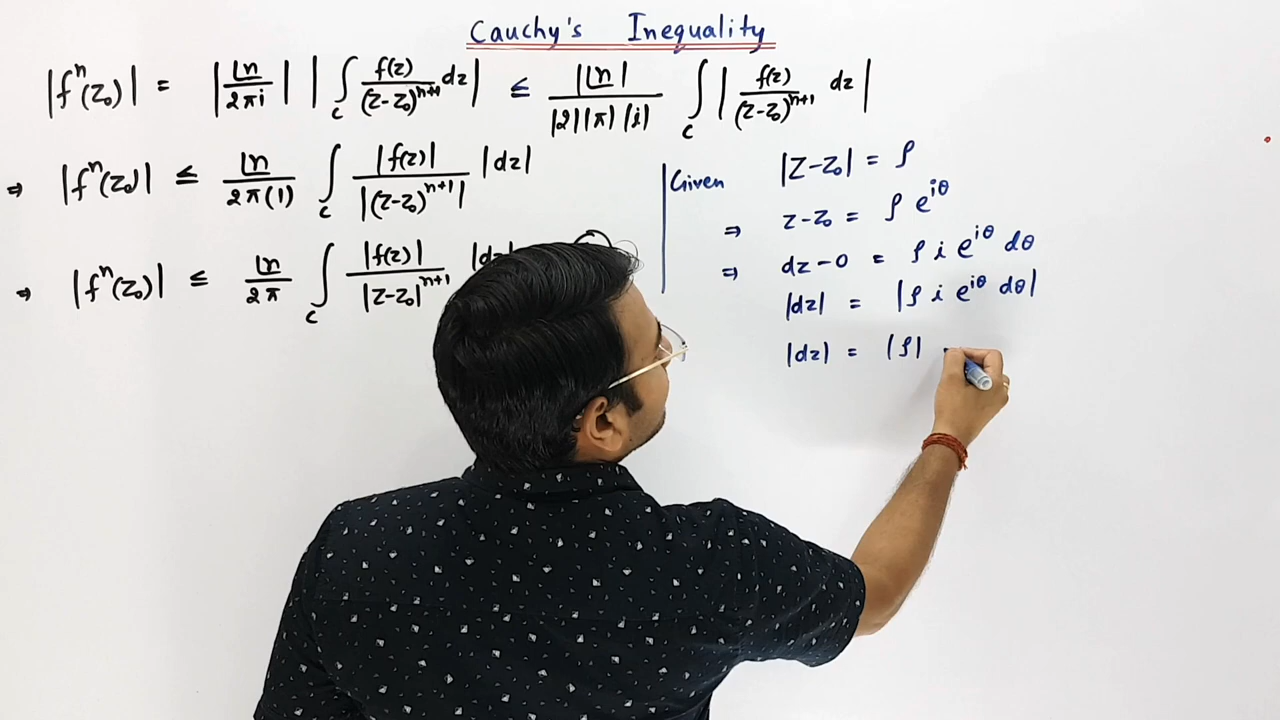 Cauchy's Inequality
|fⁿ(z₀)| = |⌊n/2πi| |∫_c f(z)/(z-z₀)ⁿ⁺¹ dz| ≤ |⌊n|/|2||π||i| ∫_c |f(z)/(z-z₀)ⁿ⁺¹ dz|
⇒ |fⁿ(z₀)| ≤ ⌊n/2π(1) ∫_c |f(z)|/|(z-z₀)ⁿ⁺¹| |dz|
⇒ |fⁿ(z₀)| ≤ ⌊n/2π ∫_c |f(z)|/|z-z₀|ⁿ⁺¹ |dz|
Given |z-z₀| = ρ
⇒ z-z₀ = ρ e^{iθ}
⇒ dz-0 = ρ i e^{iθ} dθ
|dz| = |ρ i e^{iθ} dθ|
|dz| = |ρ|